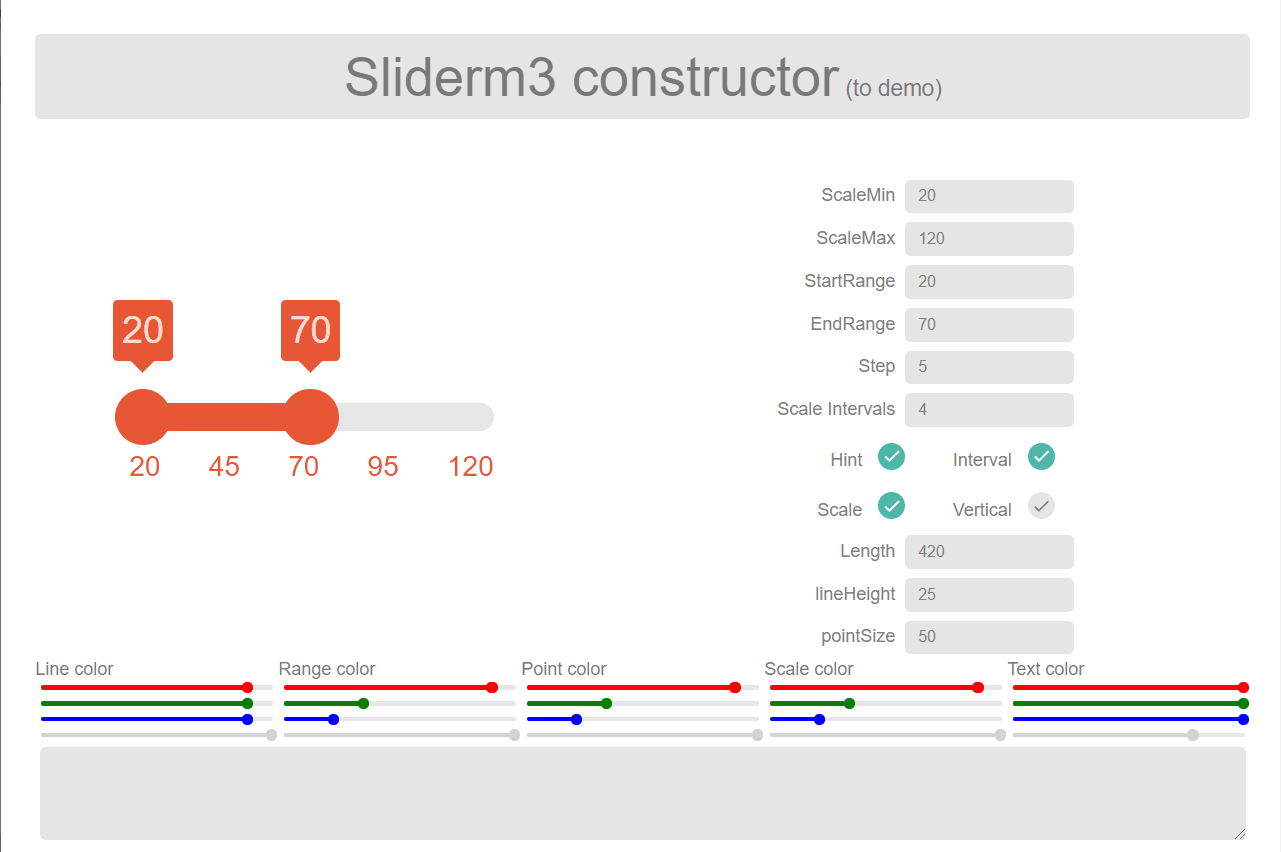 Sliderm3 constructor (to demo)
20 70
20 45 70 95 120
ScaleMin 20
ScaleMax 120
StartRange 20
EndRange 70
Step 5
Scale Intervals 4
Hint Interval
Scale Vertical
Length 420
lineHeight 25
pointSize 50
Line color Range color Point color Scale color Text color